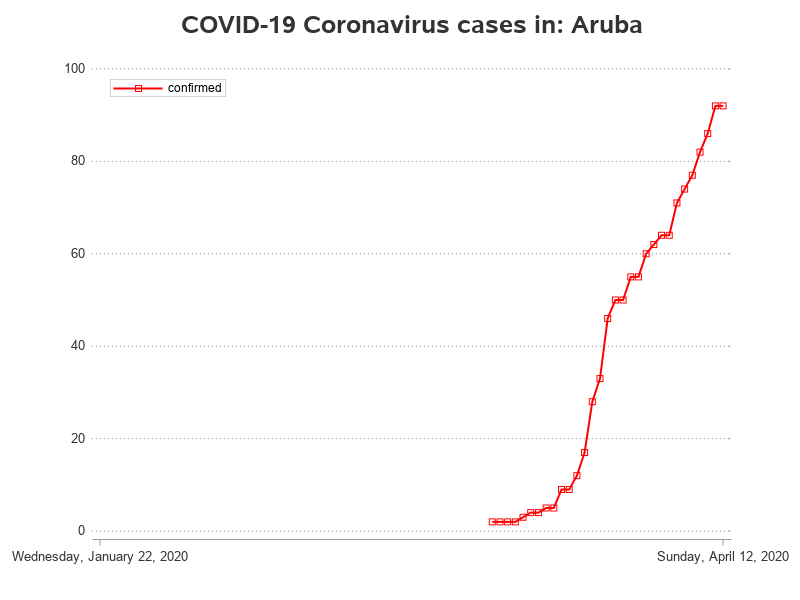 COVID-19 Coronavirus cases in: Aruba
100
confirmed
80
60
40
20
0
Wednesday, January 22, 2020 Sunday, April 12, 2020